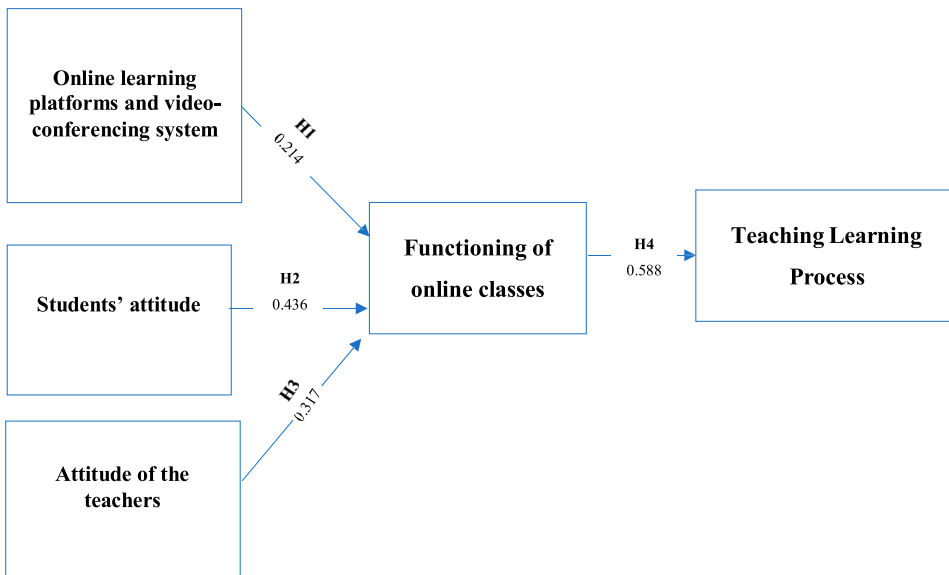 Online learning
platforms and video-
conferencing system
H1
0.214
Students’ attitude
H2
0.436
Attitude of the
teachers
H3
0.317
Functioning of
online classes
H4
0.588
Teaching Learning
Process